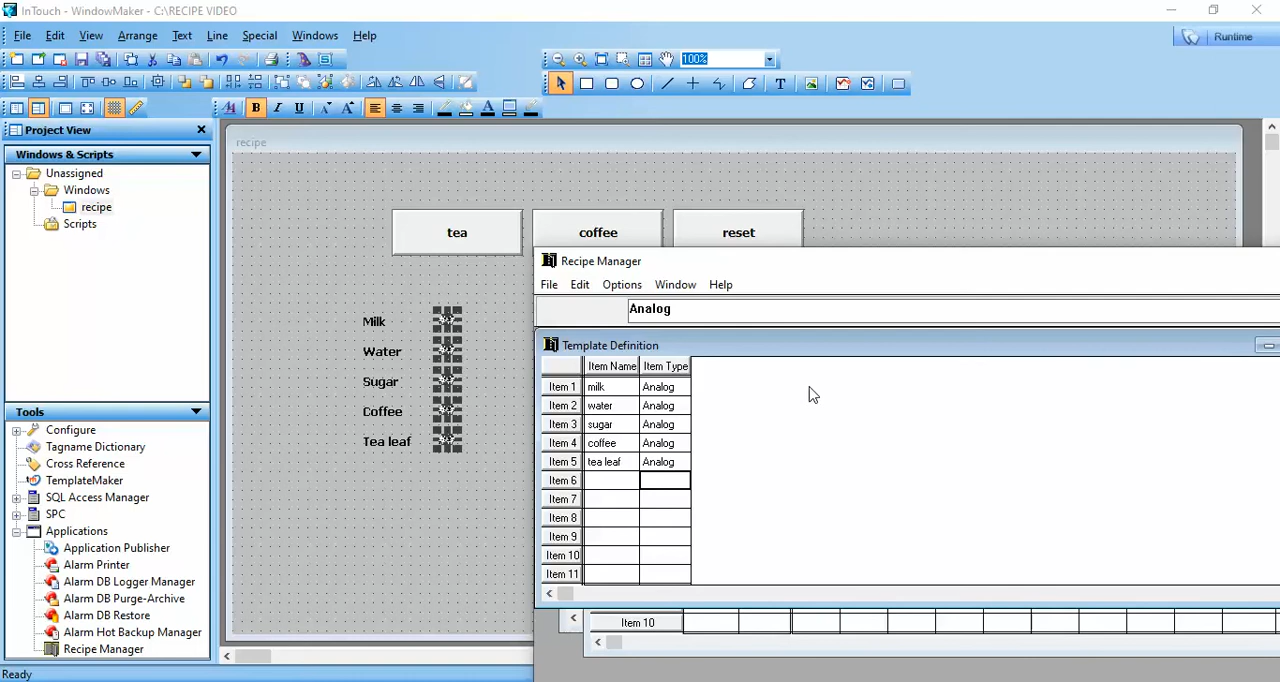 InTouch - WindowMaker - C:\RECIPE VIDEO
File Edit View Arrange Text Line Special Windows Help
Runtime
100%
B I U A A A
T
Project View
recipe
Windows & Scripts
Unassigned
Windows
recipe
Scripts
tea coffee reset
Recipe Manager
File Edit Options Window Help
Analog
Milk
Water
Sugar
Coffee
Tea leaf
Template Definition
Item Name Item Type
Item 1 milk Analog
Item 2 water Analog
Item 3 sugar Analog
Item 4 coffee Analog
Item 5 tea leaf Analog
Item 6
Item 7
Item 8
Item 9
Item 10
Item 11
Item 10
Tools
Configure
Tagname Dictionary
Cross Reference
TemplateMaker
SQL Access Manager
SPC
Applications
Application Publisher
Alarm Printer
Alarm DB Logger Manager
Alarm DB Purge-Archive
Alarm DB Restore
Alarm Hot Backup Manager
Recipe Manager
Ready